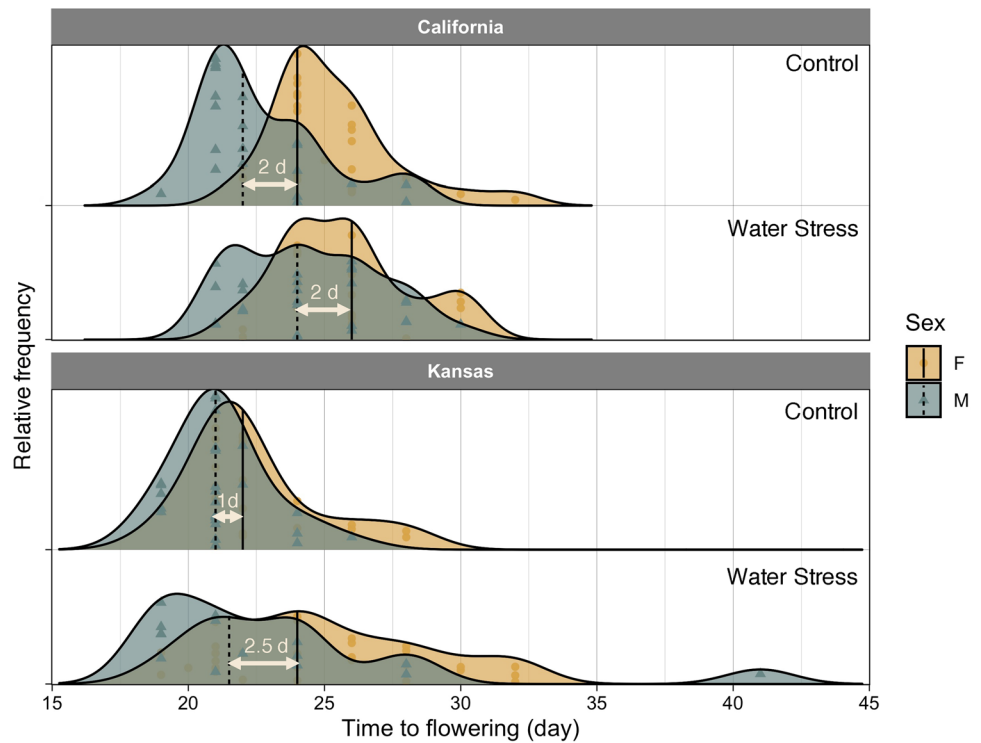 California
Control
2 d
Water Stress
2 d
Kansas
Control
1d
Water Stress
2.5 d
15 20 25 30 35 40 45
Time to flowering (day)
Relative frequency
Sex
F
M